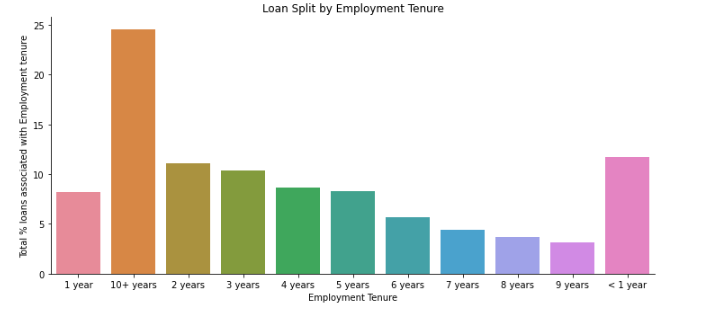 Loan Split by Employment Tenure
Total % loans associated with Employment tenure
25
20
15
10
5
0
1 year 10+ years 2 years 3 years 4 years 5 years 6 years 7 years 8 years 9 years < 1 year
Employment Tenure